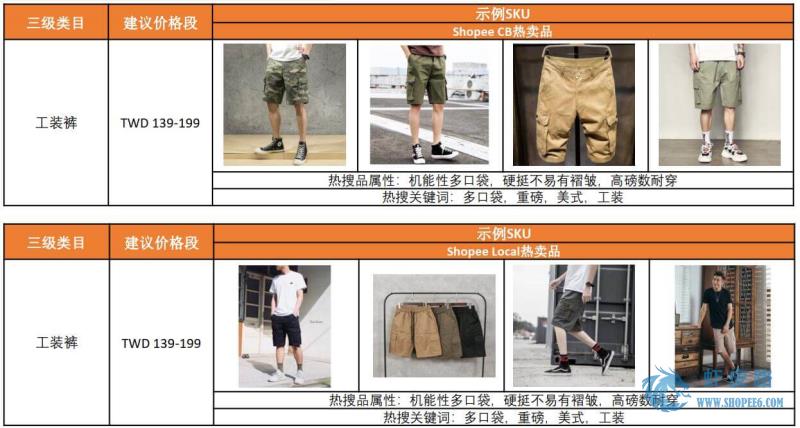 三级类目
建议价格段
示例SKU
Shopee CB热卖品
工装裤
TWD 139-199
热搜品属性：机能性多口袋，硬挺不易有褶皱，高磅数耐穿
热搜关键词：多口袋，重磅，美式，工装
三级类目
建议价格段
示例SKU
Shopee Local热卖品
工装裤
TWD 139-199
热搜品属性：机能性多口袋，硬挺不易有褶皱，高磅数耐穿
热搜关键词：多口袋，重磅，美式，工装
WWW.SHOPEE6.COM